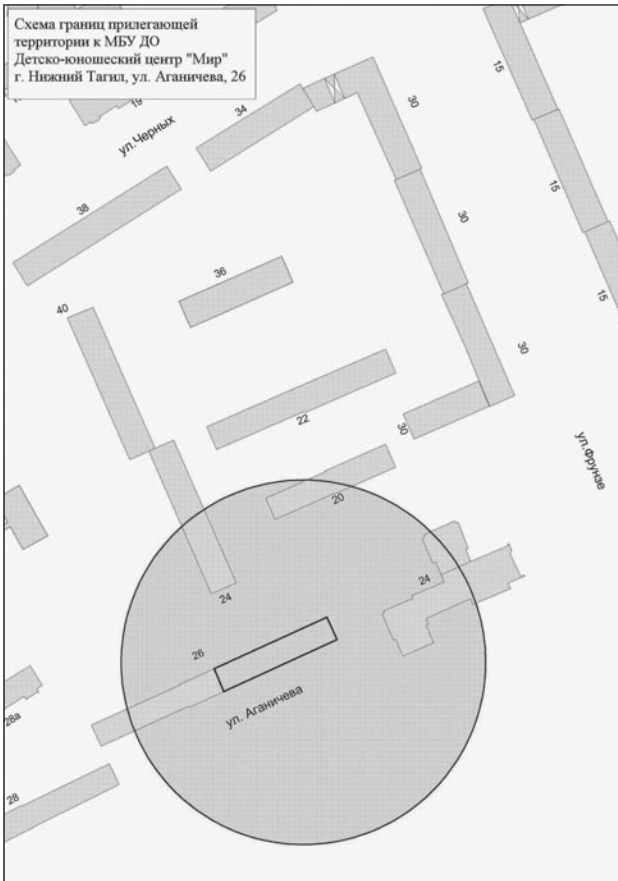 Схема границ прилегающей
территории к МБУ ДО
Детско-юношеский центр "Мир"
г. Нижний Тагил, ул. Аганичева, 26
19
ул.Черных
34
30
15
38
15
30
36
40
15
30
22
30
ул.Фрунзе
20
24
24
26
ул. Аганичева
28а
28